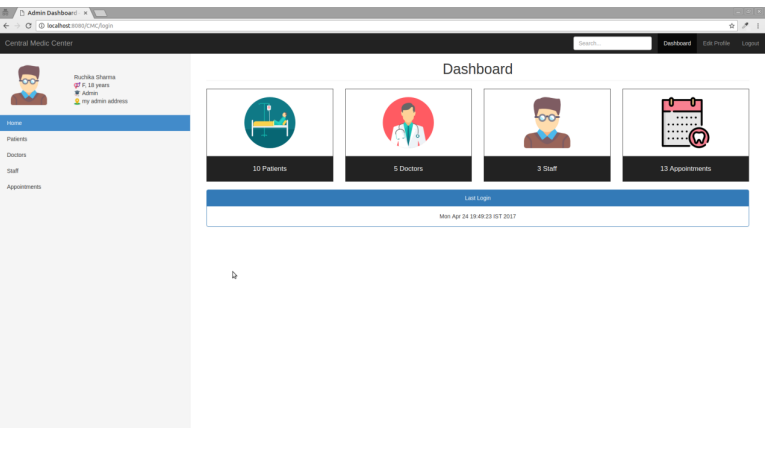 Admin Dashboard
localhost:8080/CMC/login
Central Medic Center
Search...
Dashboard
Edit Profile
Logout
Ruchika Sharma
F, 18 years
Admin
my admin address
Home
Patients
Doctors
Staff
Appointments
Dashboard
10 Patients
5 Doctors
3 Staff
13 Appointments
Last Login
Mon Apr 24 19:49:23 IST 2017